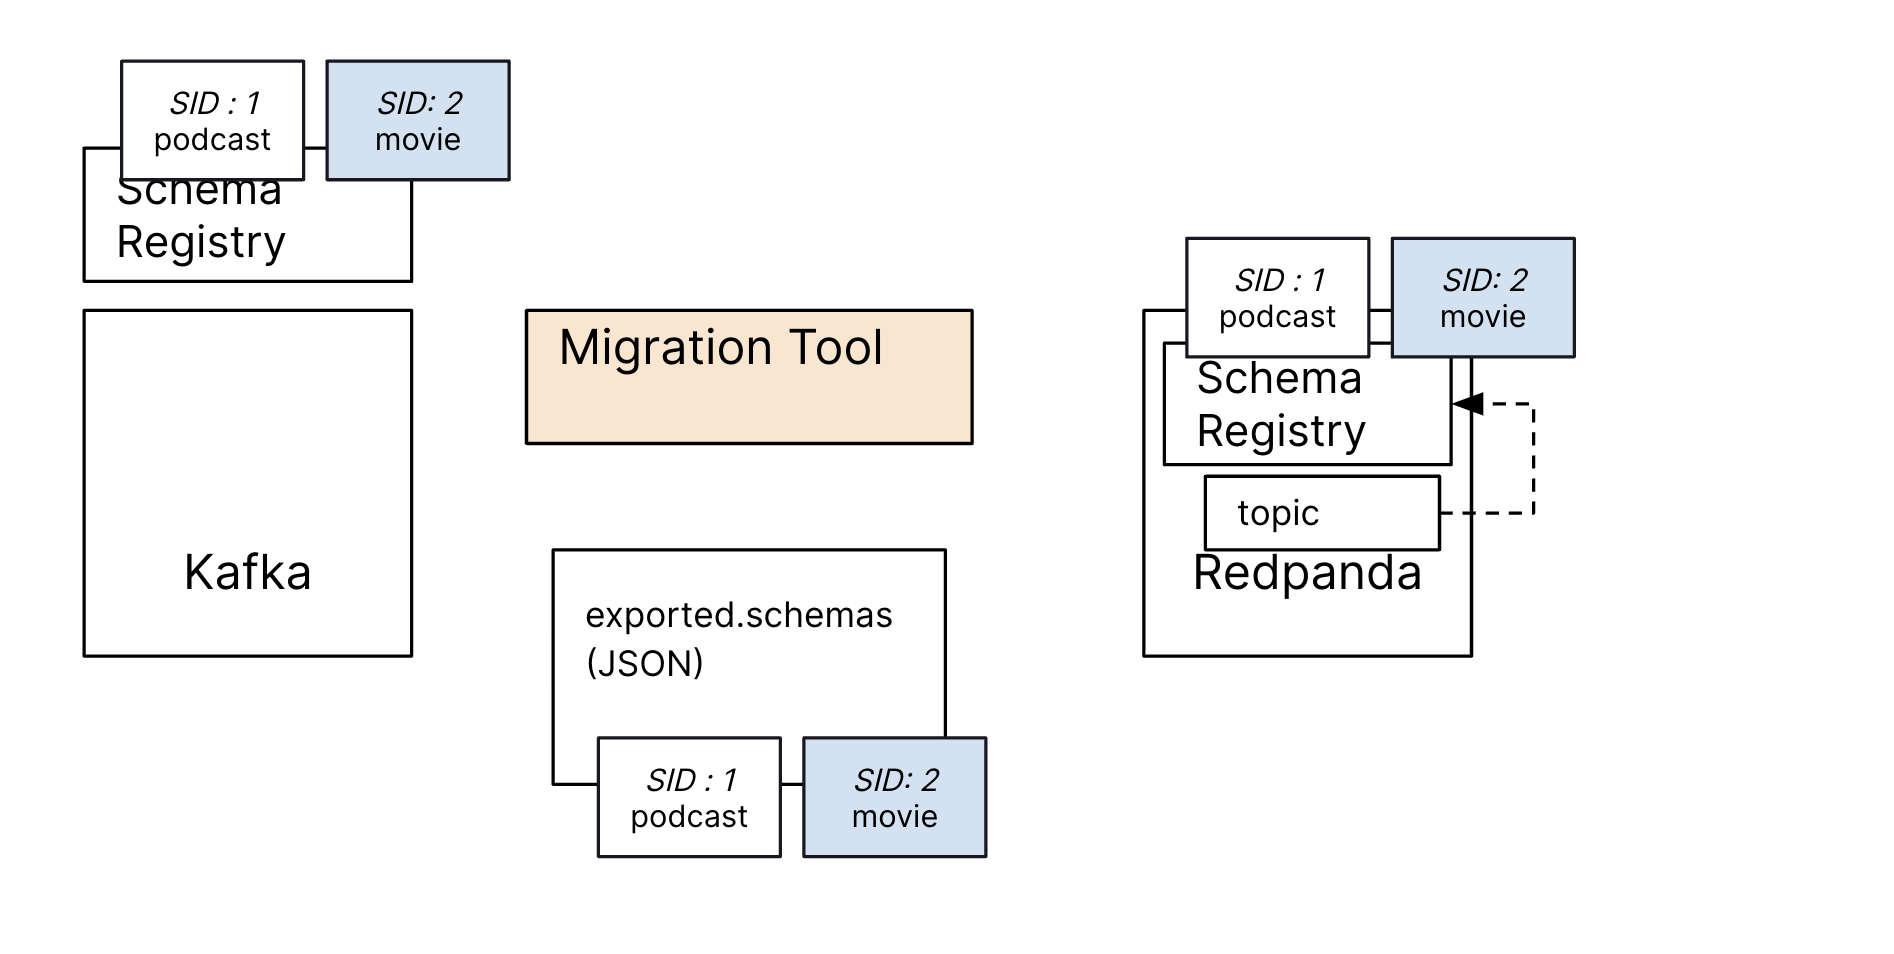 SID : 1
podcast
SID: 2
movie
Schema
Registry
Kafka
Migration Tool
exported.schemas
(JSON)
SID : 1
podcast
SID: 2
movie
SID : 1
podcast
SID: 2
movie
Schema
Registry
topic
Redpanda